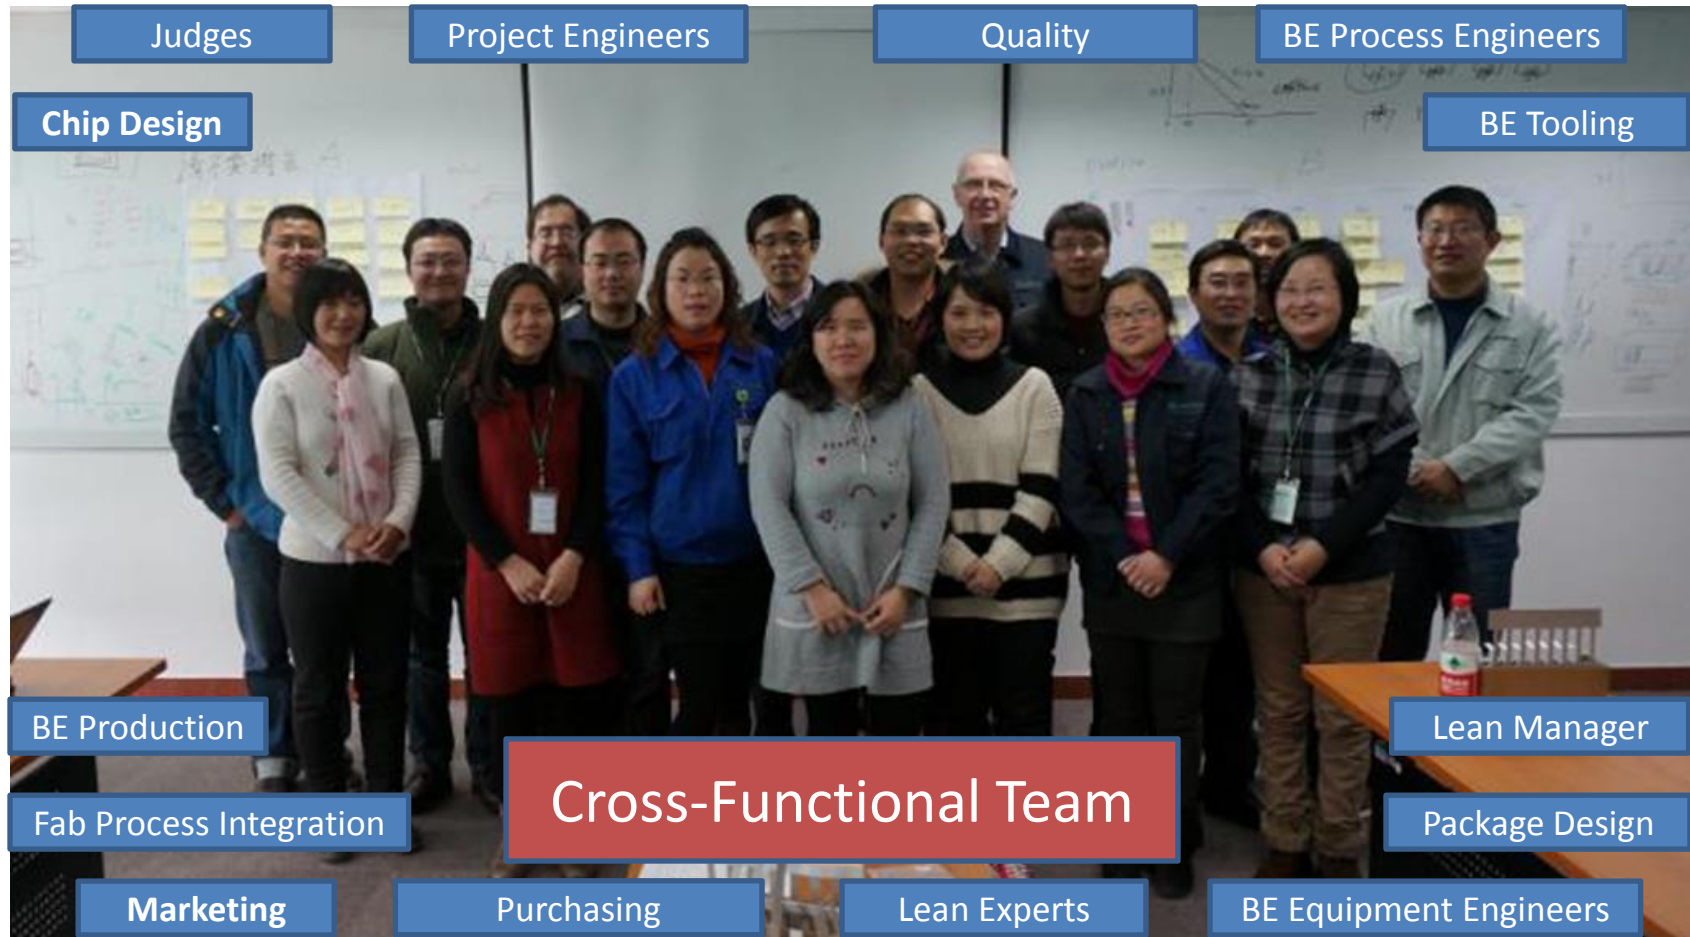 Judges
Project Engineers
Quality
BE Process Engineers
Chip Design
BE Tooling
BE Production
Lean Manager
Cross-Functional Team
Fab Process Integration
Package Design
Marketing
Purchasing
Lean Experts
BE Equipment Engineers